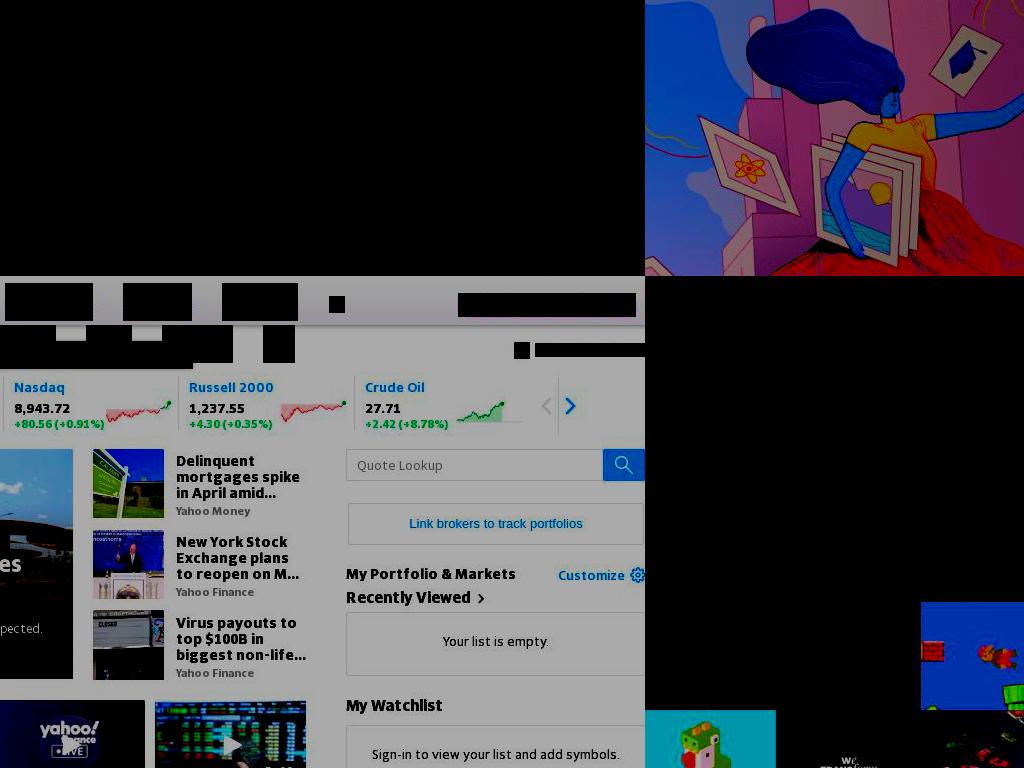 Nasdaq
8,943.72
+80.56 (+0.91%)
Russell 2000
1,237.55
+4.30 (+0.35%)
Crude Oil
27.71
+2.42 (+8.78%)
Delinquent
mortgages spike
in April amid...
Yahoo Money
New York Stock
Exchange plans
to reopen on M...
Yahoo Finance
Virus payouts to
top $100B in
biggest non-life...
Yahoo Finance
es
pected.
CLOSED
yahoo!
finance
LIVE
Quote Lookup
Link brokers to track portfolios
My Portfolio & Markets
Customize
Recently Viewed >
Your list is empty.
My Watchlist
Sign-in to view your list and add symbols.
WE